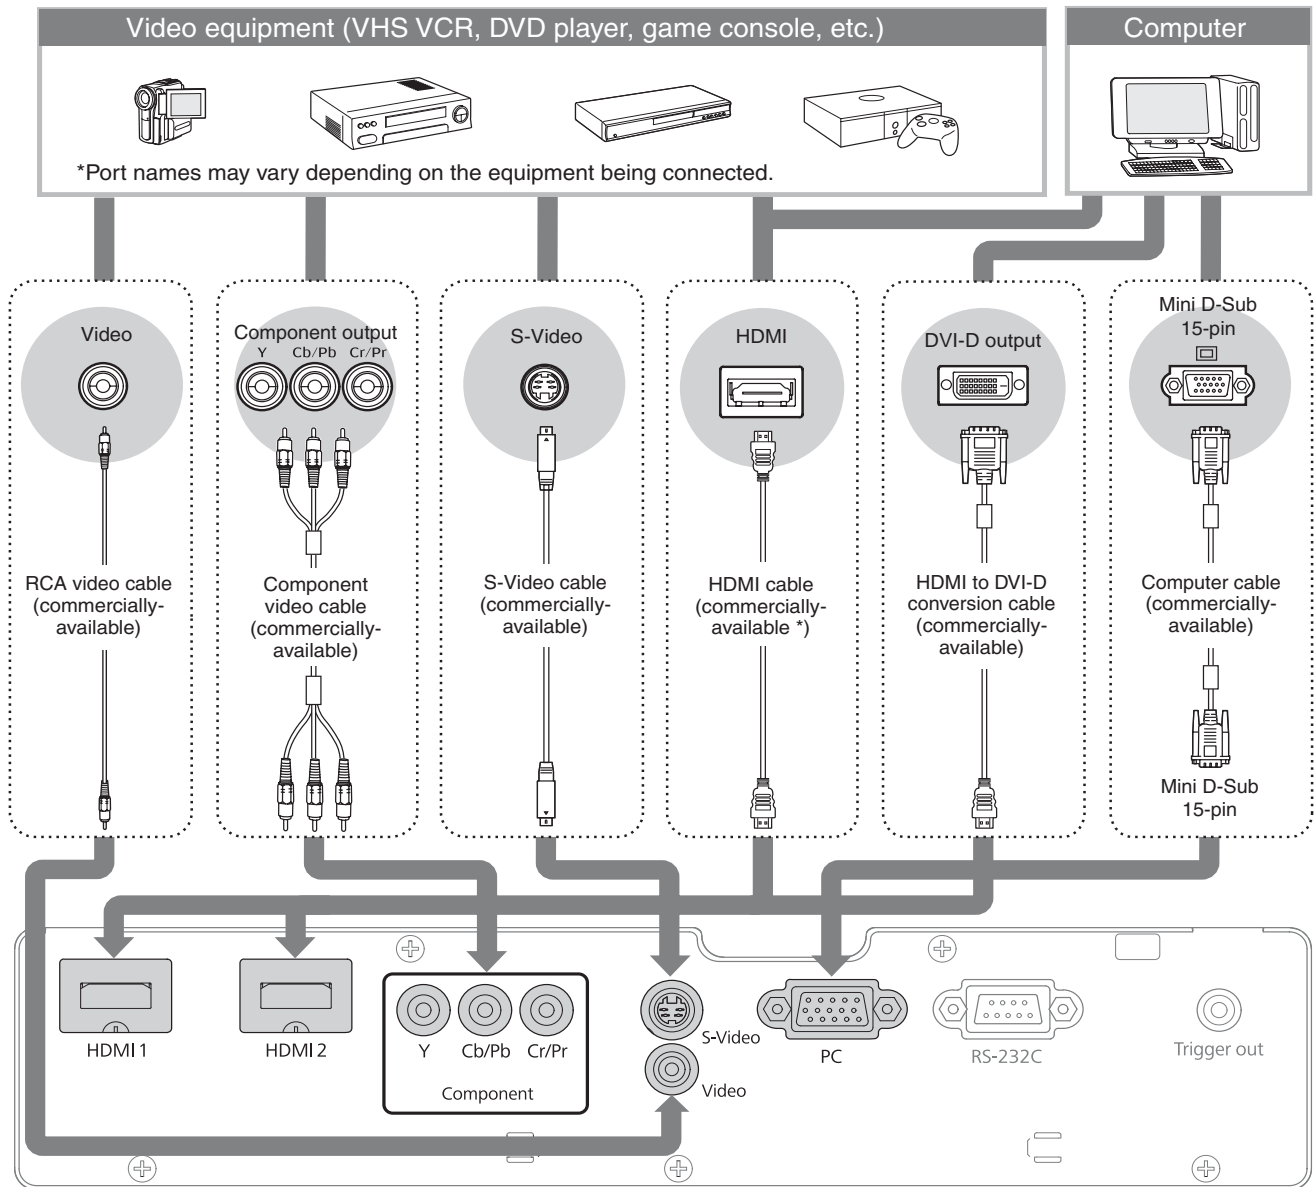 Video equipment (VHS VCR, DVD player, game console, etc.)
Computer
*Port names may vary depending on the equipment being connected.
Video
Component output
Y Cb/Pb Cr/Pr
S-Video
HDMI
DVI-D output
Mini D-Sub
15-pin
RCA video cable
(commercially-
available)
Component
video cable
(commercially-
available)
S-Video cable
(commercially-
available)
HDMI cable
(commercially-
available *)
HDMI to DVI-D
conversion cable
(commercially-
available)
Computer cable
(commercially-
available)
Mini D-Sub
15-pin
HDMI 1
HDMI 2
Y Cb/Pb Cr/Pr
Component
S-Video
Video
PC
RS-232C
Trigger out